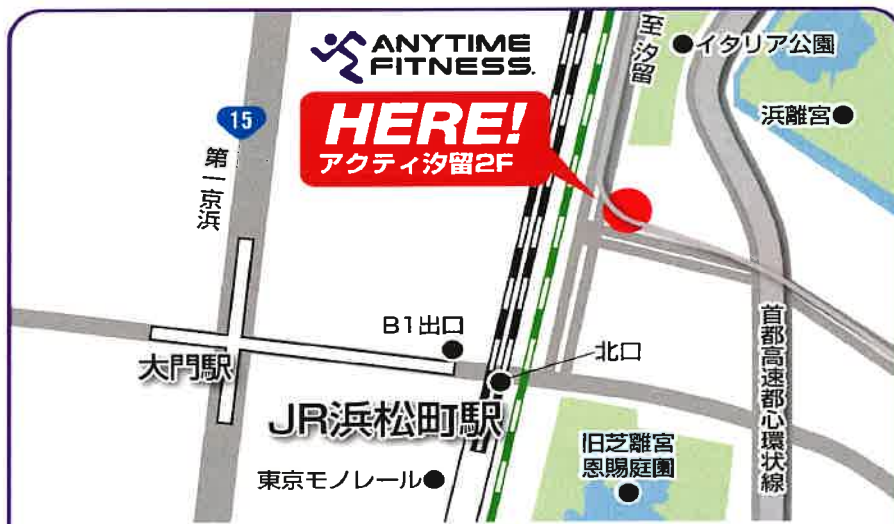 ANYTIME
FITNESS.
HERE!
アクティ汐留2F
至 汐留
イタリア公園
浜離宮
15
第一京浜
B1出口
北口
大門駅
JR浜松町駅
首都高速都心環状線
旧芝離宮
恩賜庭園
東京モノレール